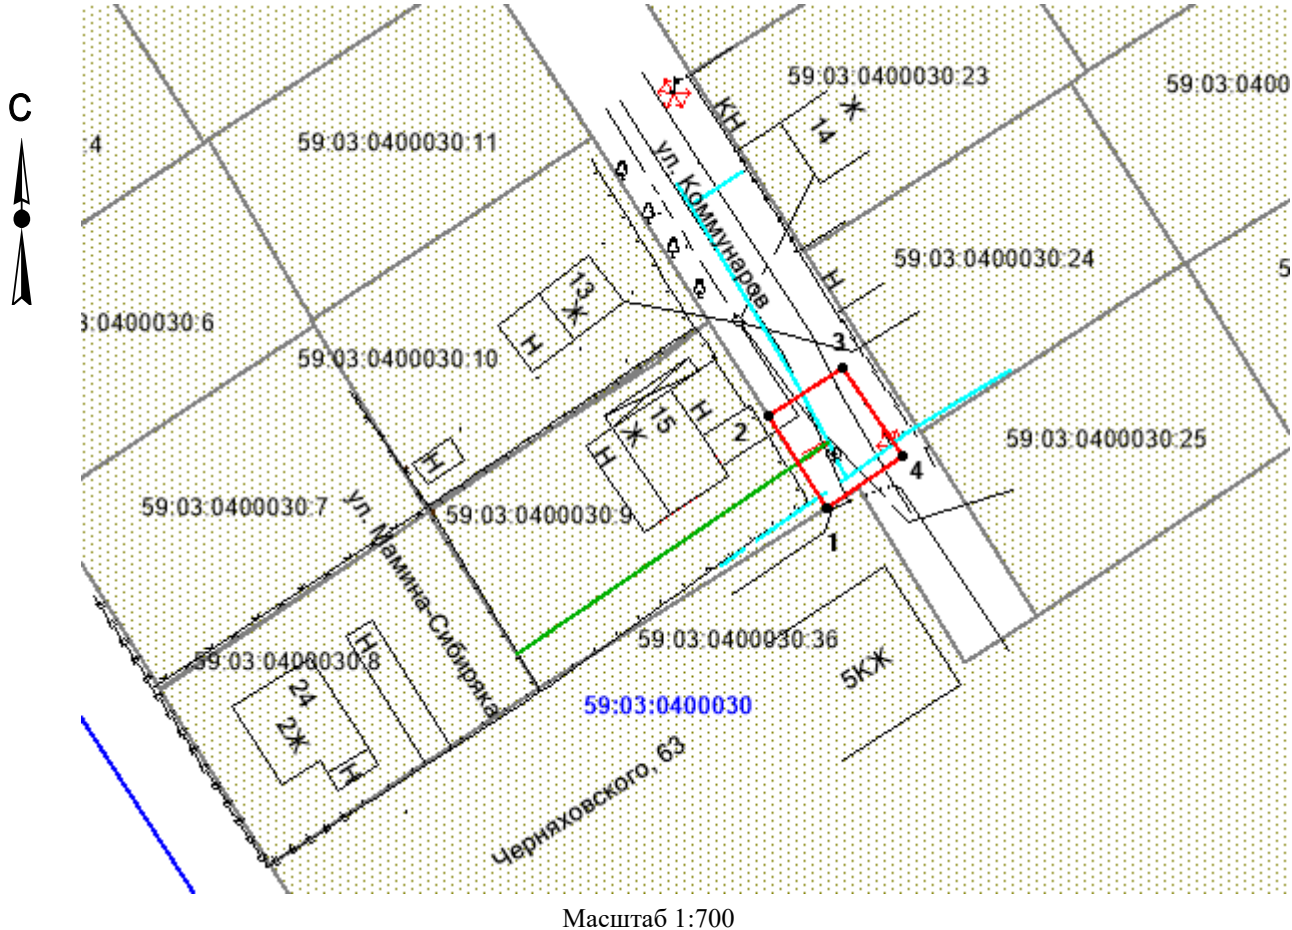 С
59:03:0400030:23
59:03:0400
КН
Ж
14
4
59:03:0400030:11
ул. Коммунаров
59:03:0400030:24
5
Н
13
Ж
Н
3:0400030:6
59:03:0400030:10
3
15
Ж
Н
Н
2
59:03:0400030:25
4
Н
59:03:0400030:7
59:03:0400030:9
ул. Мамина-Сибиряка
1
59:03:0400030:36
59:03:0400030:8
Н
24
2Ж
Н
5КЖ
59:03:0400030
Черняховского, 63
Масштаб 1:700